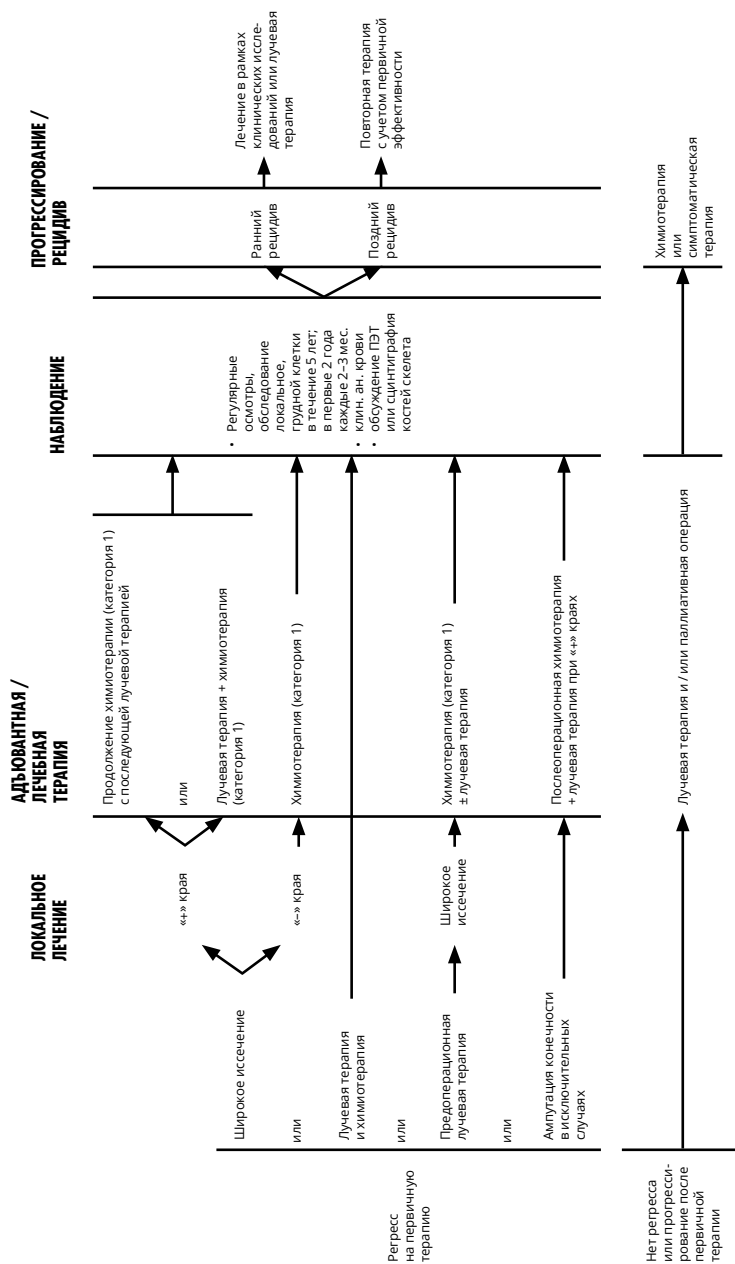 ЛОКАЛЬНОЕ
ЛЕЧЕНИЕ
АДЪЮВАНТНАЯ /
ЛЕЧЕБНАЯ
ТЕРАПИЯ
НАБЛЮДЕНИЕ
ПРОГРЕССИРОВАНИЕ /
РЕЦИДИВ
Регресс
на первичную
терапию
Широкое иссечение
или
Лучевая терапия
и химиотерапия
или
Предоперационная
лучевая терапия
или
Ампутация конечности
в исключительных
случаях
«+» края
«–» края
Широкое
иссечение
Продолжение химиотерапии (категория 1)
с последующей лучевой терапией
или
Лучевая терапия + химиотерапия
(категория 1)
Химиотерапия (категория 1)
Химиотерапия (категория 1)
± лучевая терапия
Послеоперационная химиотерапия
+ лучевая терапия при «+» краях
• Регулярные
осмотры,
обследование
локальное,
грудной клетки
в течение 5 лет;
в первые 2 года
каждые 2–3 мес.
• клин. ан. крови
• обсуждение ПЭТ
или сцинтиграфия
костей скелета
Ранний
рецидив
Поздний
рецидив
Лечение в рамках
клинических иссле-
дований или лучевая
терапия
Повторная терапия
с учетом первичной
эффективности
Нет регресса
или прогресси-
рование после
первичной
терапии
Лучевая терапия и / или паллиативная операция
Химиотерапия
или
симптоматическая
терапия